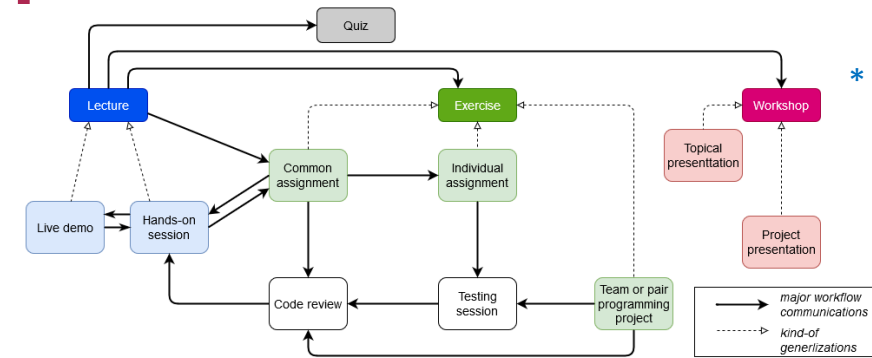 Quiz
*
Lecture
Exercise
Workshop
Common
assignment
Individual
assignment
Topical
presenttation
Live demo
Hands-on
session
Project
presentation
Code review
Testing
session
Team or pair
programming
project
major workflow
communications
kind-of
generlizations